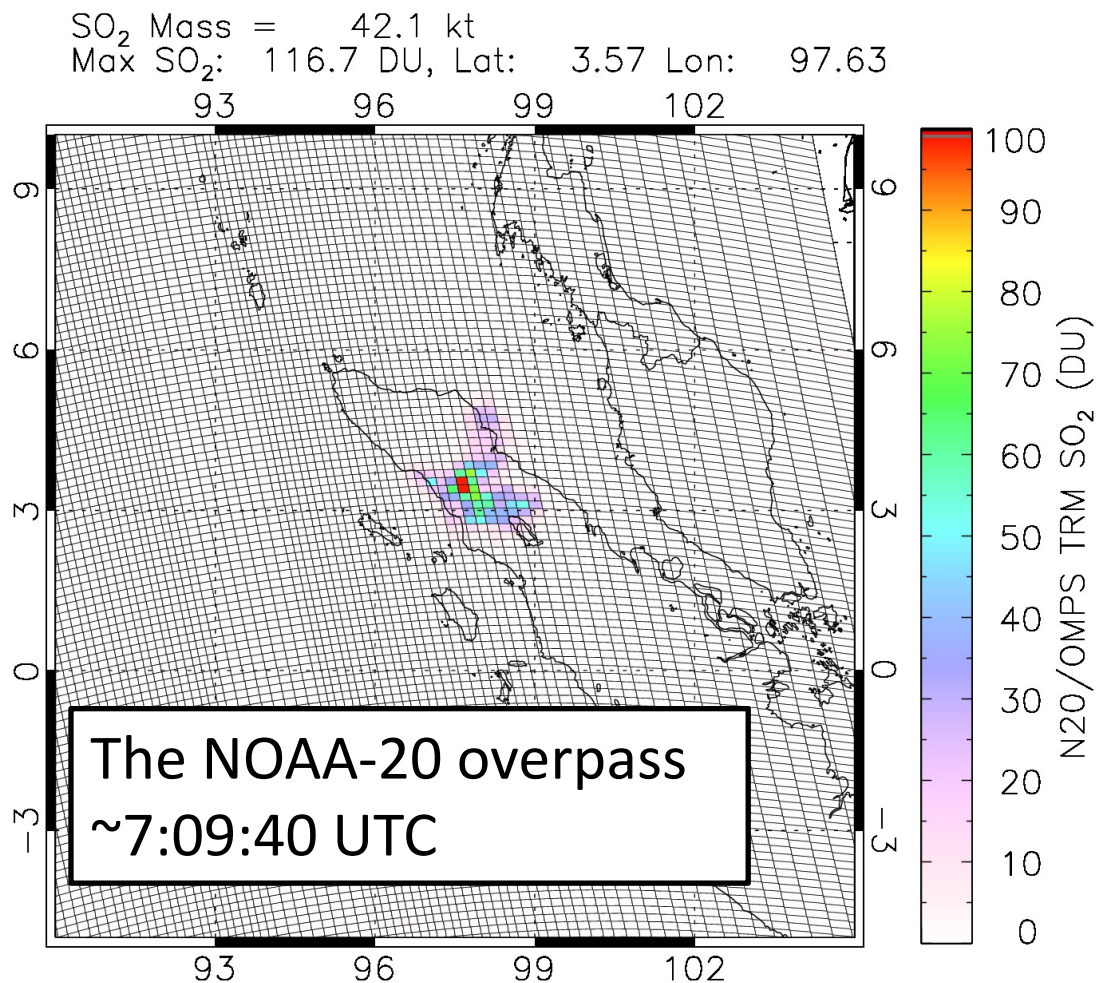 SO₂ Mass = 42.1 kt
Max SO₂: 116.7 DU, Lat: 3.57 Lon: 97.63
93 96 99 102
9 9
6 6
3 3
0 0
-3 -3
93 96 99 102
The NOAA-20 overpass
~7:09:40 UTC
100
90
80
70
60
50
40
30
20
10
0
N20/OMPS TRM SO₂ (DU)